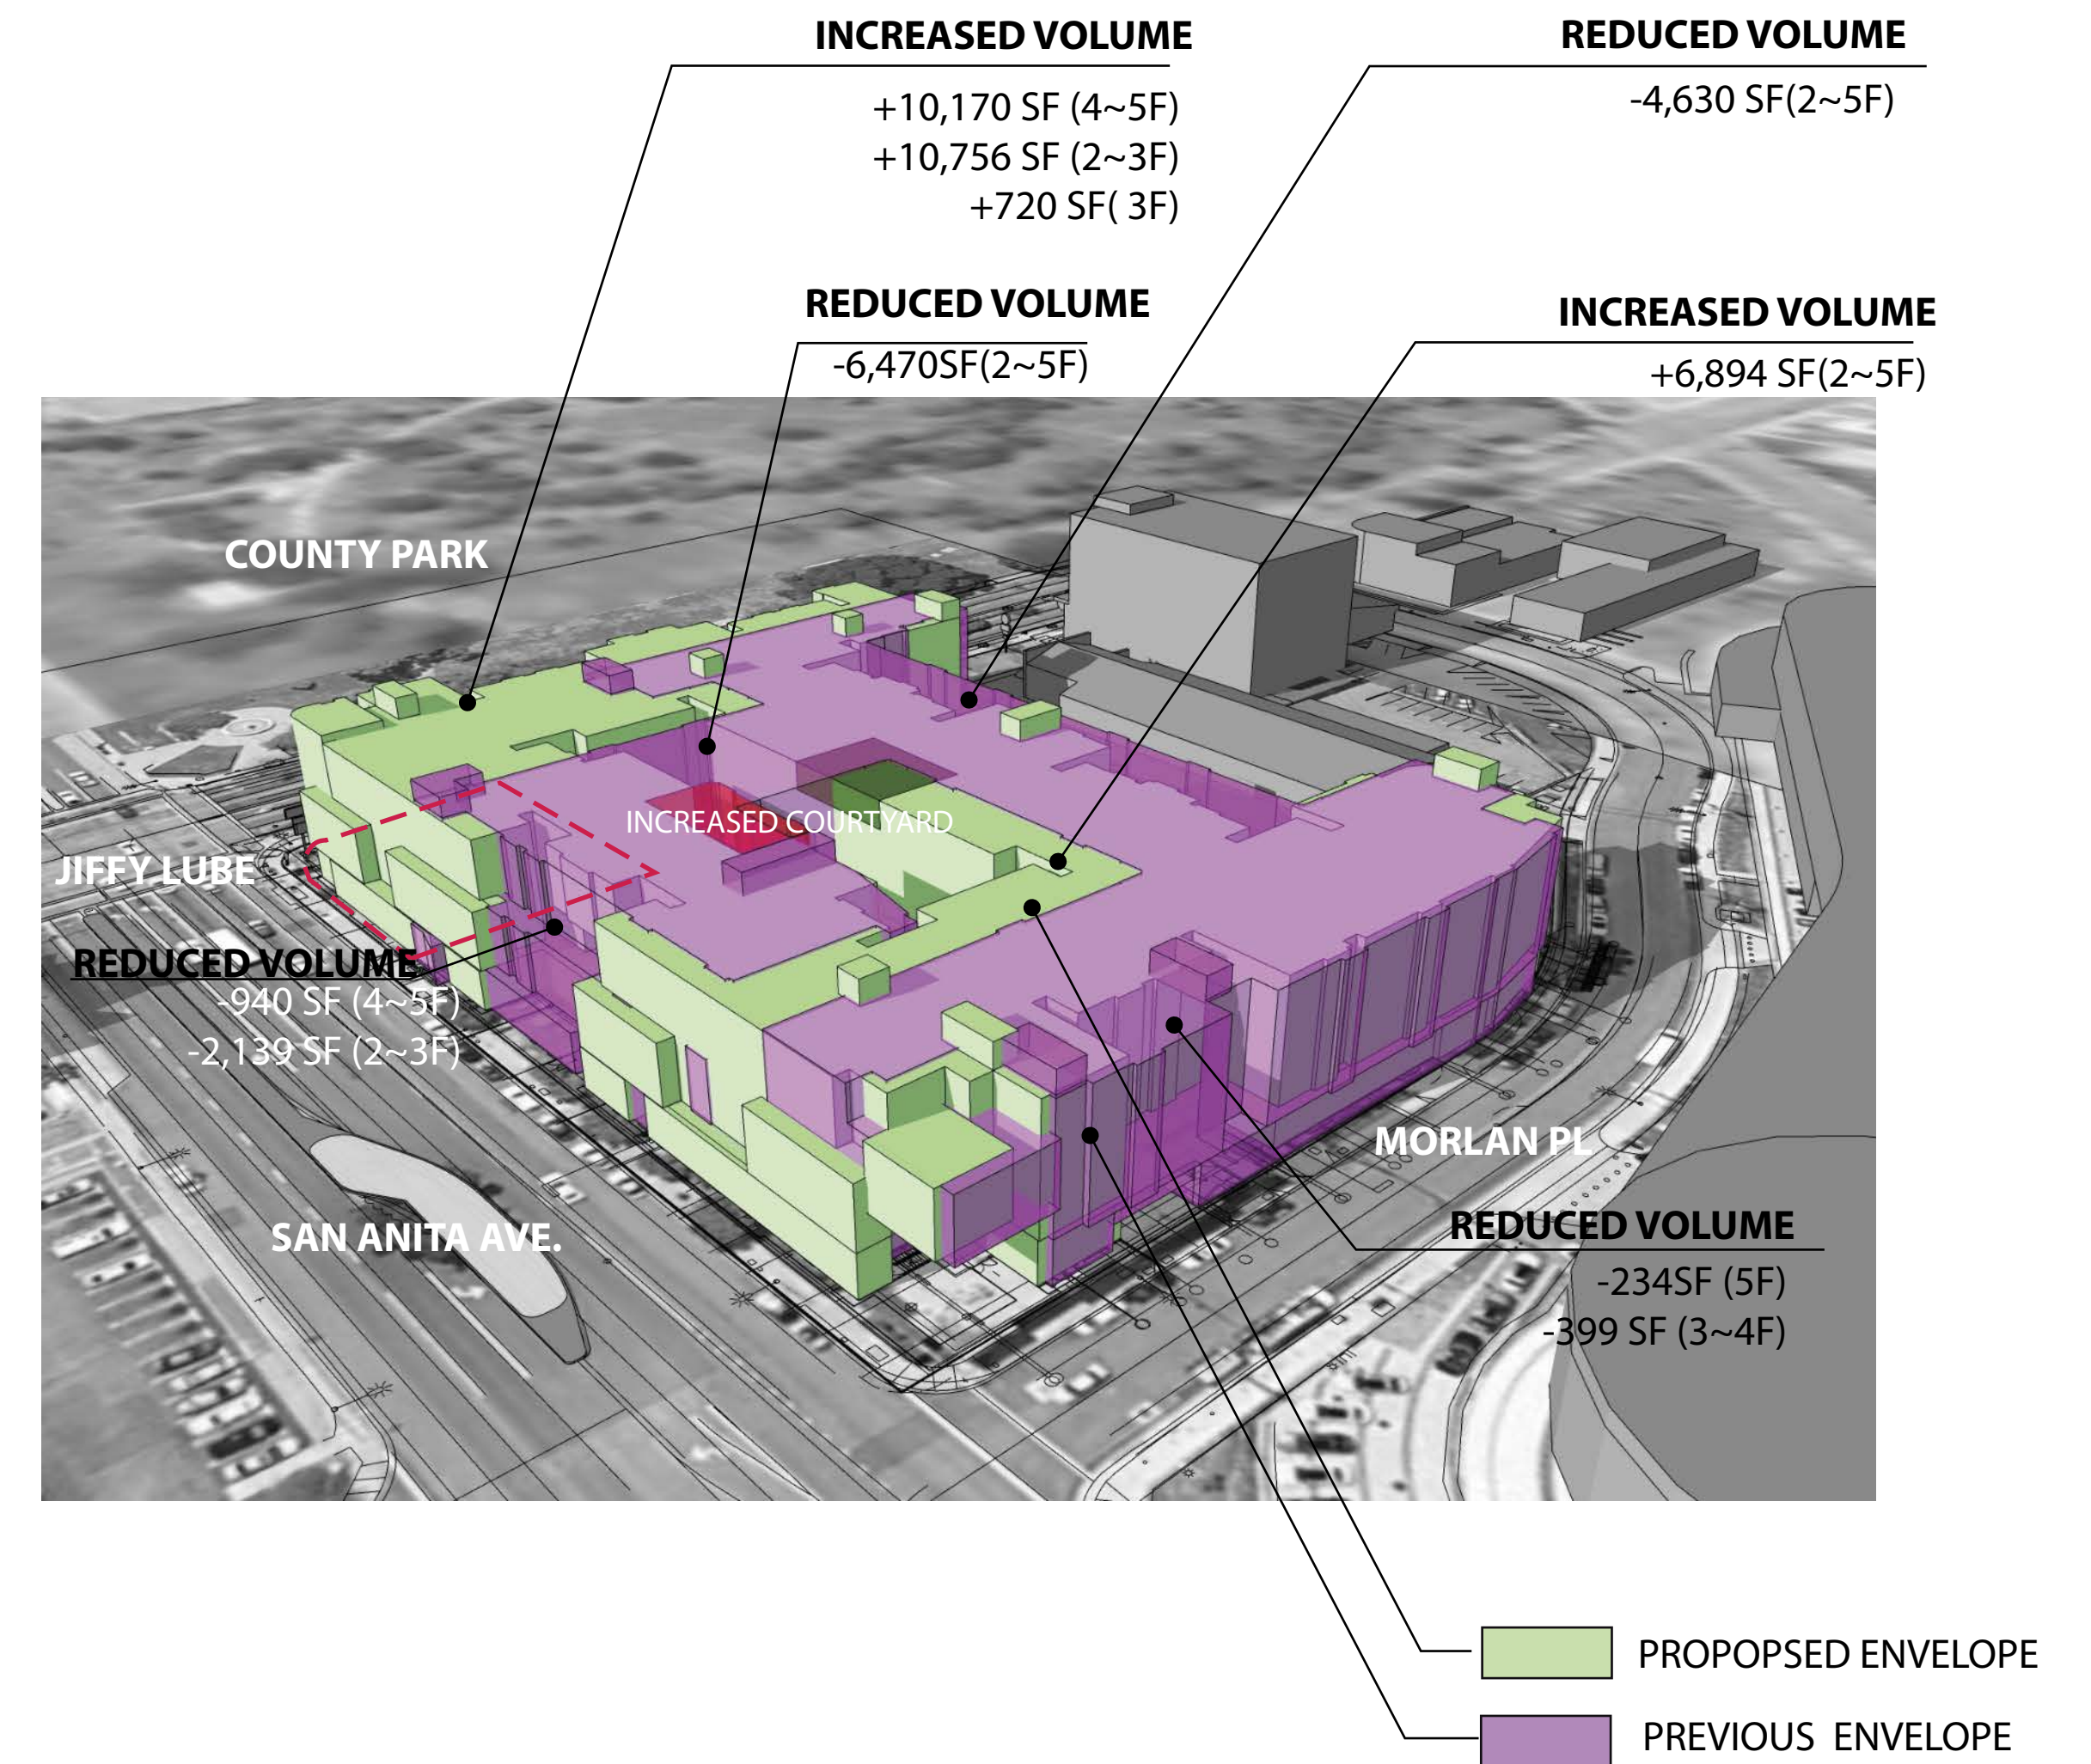 INCREASED VOLUME
+10,170 SF (4~5F)
+10,756 SF (2~3F)
+720 SF( 3F)
REDUCED VOLUME
-4,630 SF(2~5F)
REDUCED VOLUME
-6,470SF(2~5F)
INCREASED VOLUME
+6,894 SF(2~5F)
COUNTY PARK
INCREASED COURTYARD
JIFFY LUBE
REDUCED VOLUME
-940 SF (4~5F)
-2,139 SF (2~3F)
MORLAN PL
SAN ANITA AVE.
REDUCED VOLUME
-234SF (5F)
-399 SF (3~4F)
PROPOPSED ENVELOPE
PREVIOUS ENVELOPE